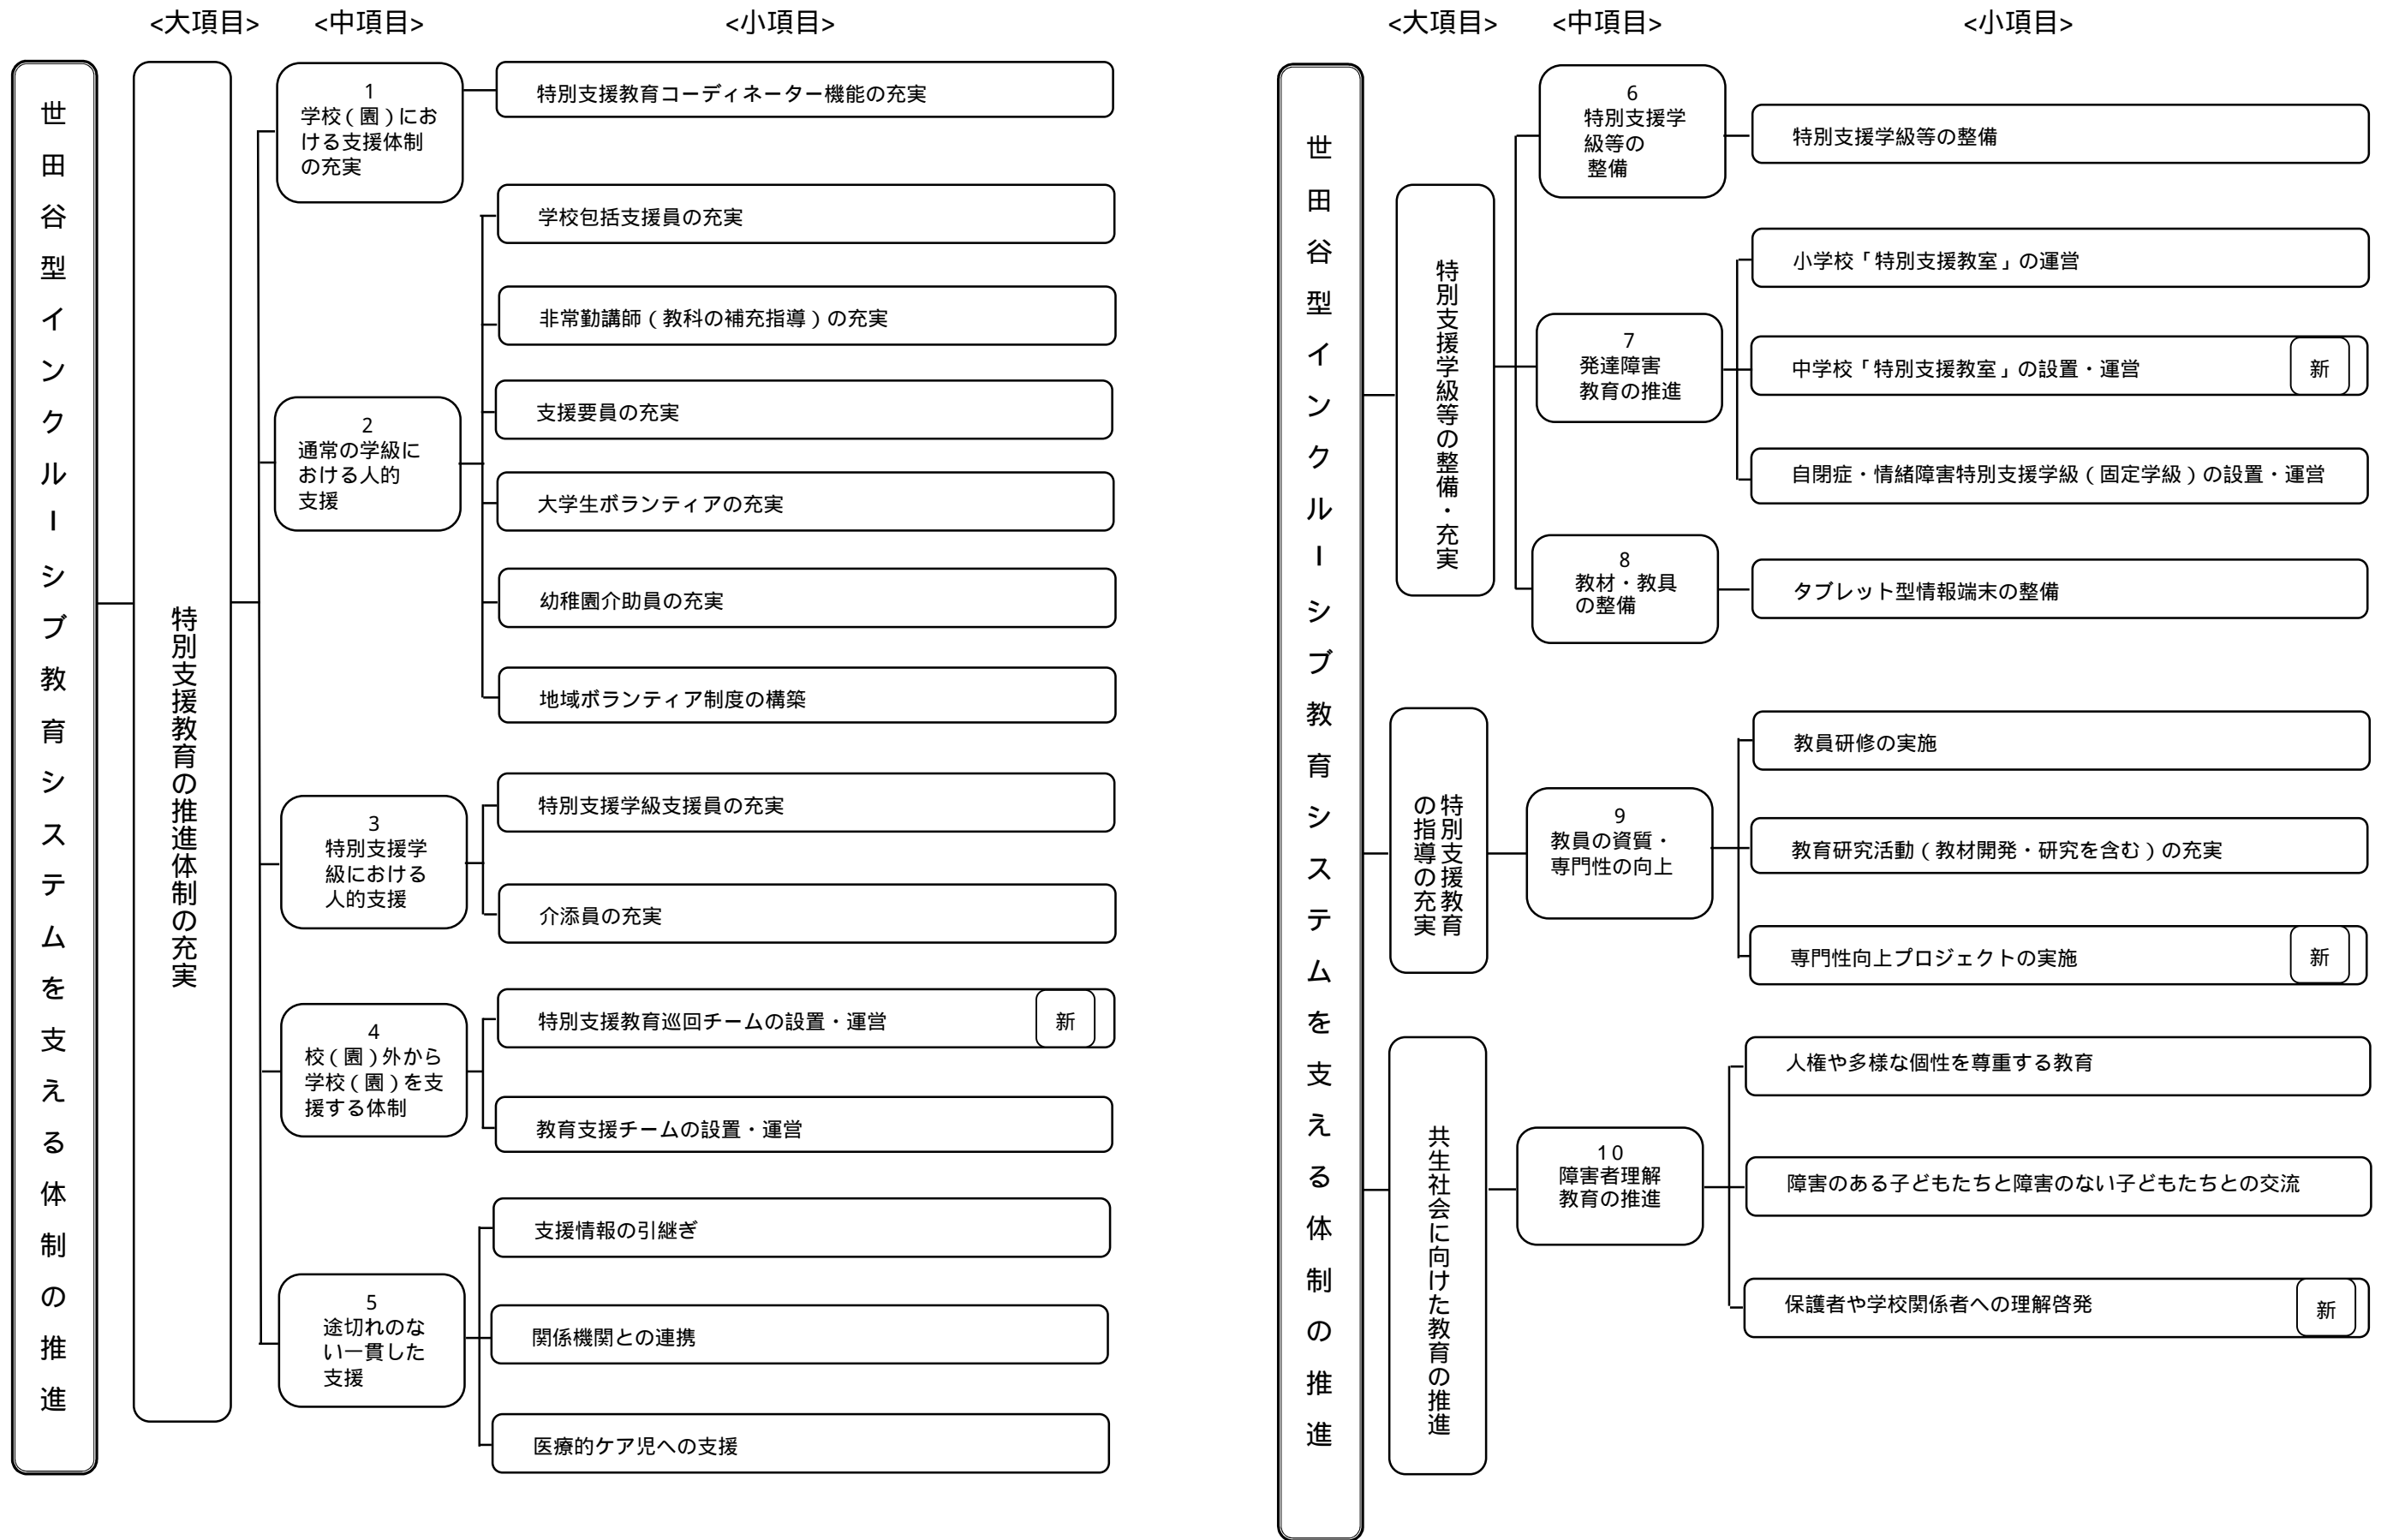 <大項目>
<中項目>
<小項目>
世田谷型インクルーシブ教育システムを支える体制の推進
特別支援教育の推進体制の充実
1
学校(園)にお
ける支援体制
の充実
特別支援教育コーディネーター機能の充実
2
通常の学級に
おける人的
支援
学校包括支援員の充実
非常勤講師(教科の補充指導)の充実
支援要員の充実
大学生ボランティアの充実
幼稚園介助員の充実
地域ボランティア制度の構築
3
特別支援学
級における
人的支援
特別支援学級支援員の充実
介添員の充実
4
校(園)外から
学校(園)を支
援する体制
特別支援教育巡回チームの設置・運営
新
教育支援チームの設置・運営
5
途切れのな
い一貫した
支援
支援情報の引継ぎ
関係機関との連携
医療的ケア児への支援
<大項目>
<中項目>
<小項目>
世田谷型インクルーシブ教育システムを支える体制の推進
特別支援学級等の整備・充実
6
特別支援学
級等の
整備
特別支援学級等の整備
7
発達障害
教育の推進
小学校「特別支援教室」の運営
中学校「特別支援教室」の設置・運営
新
自閉症・情緒障害特別支援学級(固定学級)の設置・運営
8
教材・教具
の整備
タブレット型情報端末の整備
特別支援教育
の指導の充実
9
教員の資質・
専門性の向上
教員研修の実施
教育研究活動(教材開発・研究を含む)の充実
専門性向上プロジェクトの実施
新
共生社会に向けた教育の推進
10
障害者理解
教育の推進
人権や多様な個性を尊重する教育
障害のある子どもたちと障害のない子どもたちとの交流
保護者や学校関係者への理解啓発
新